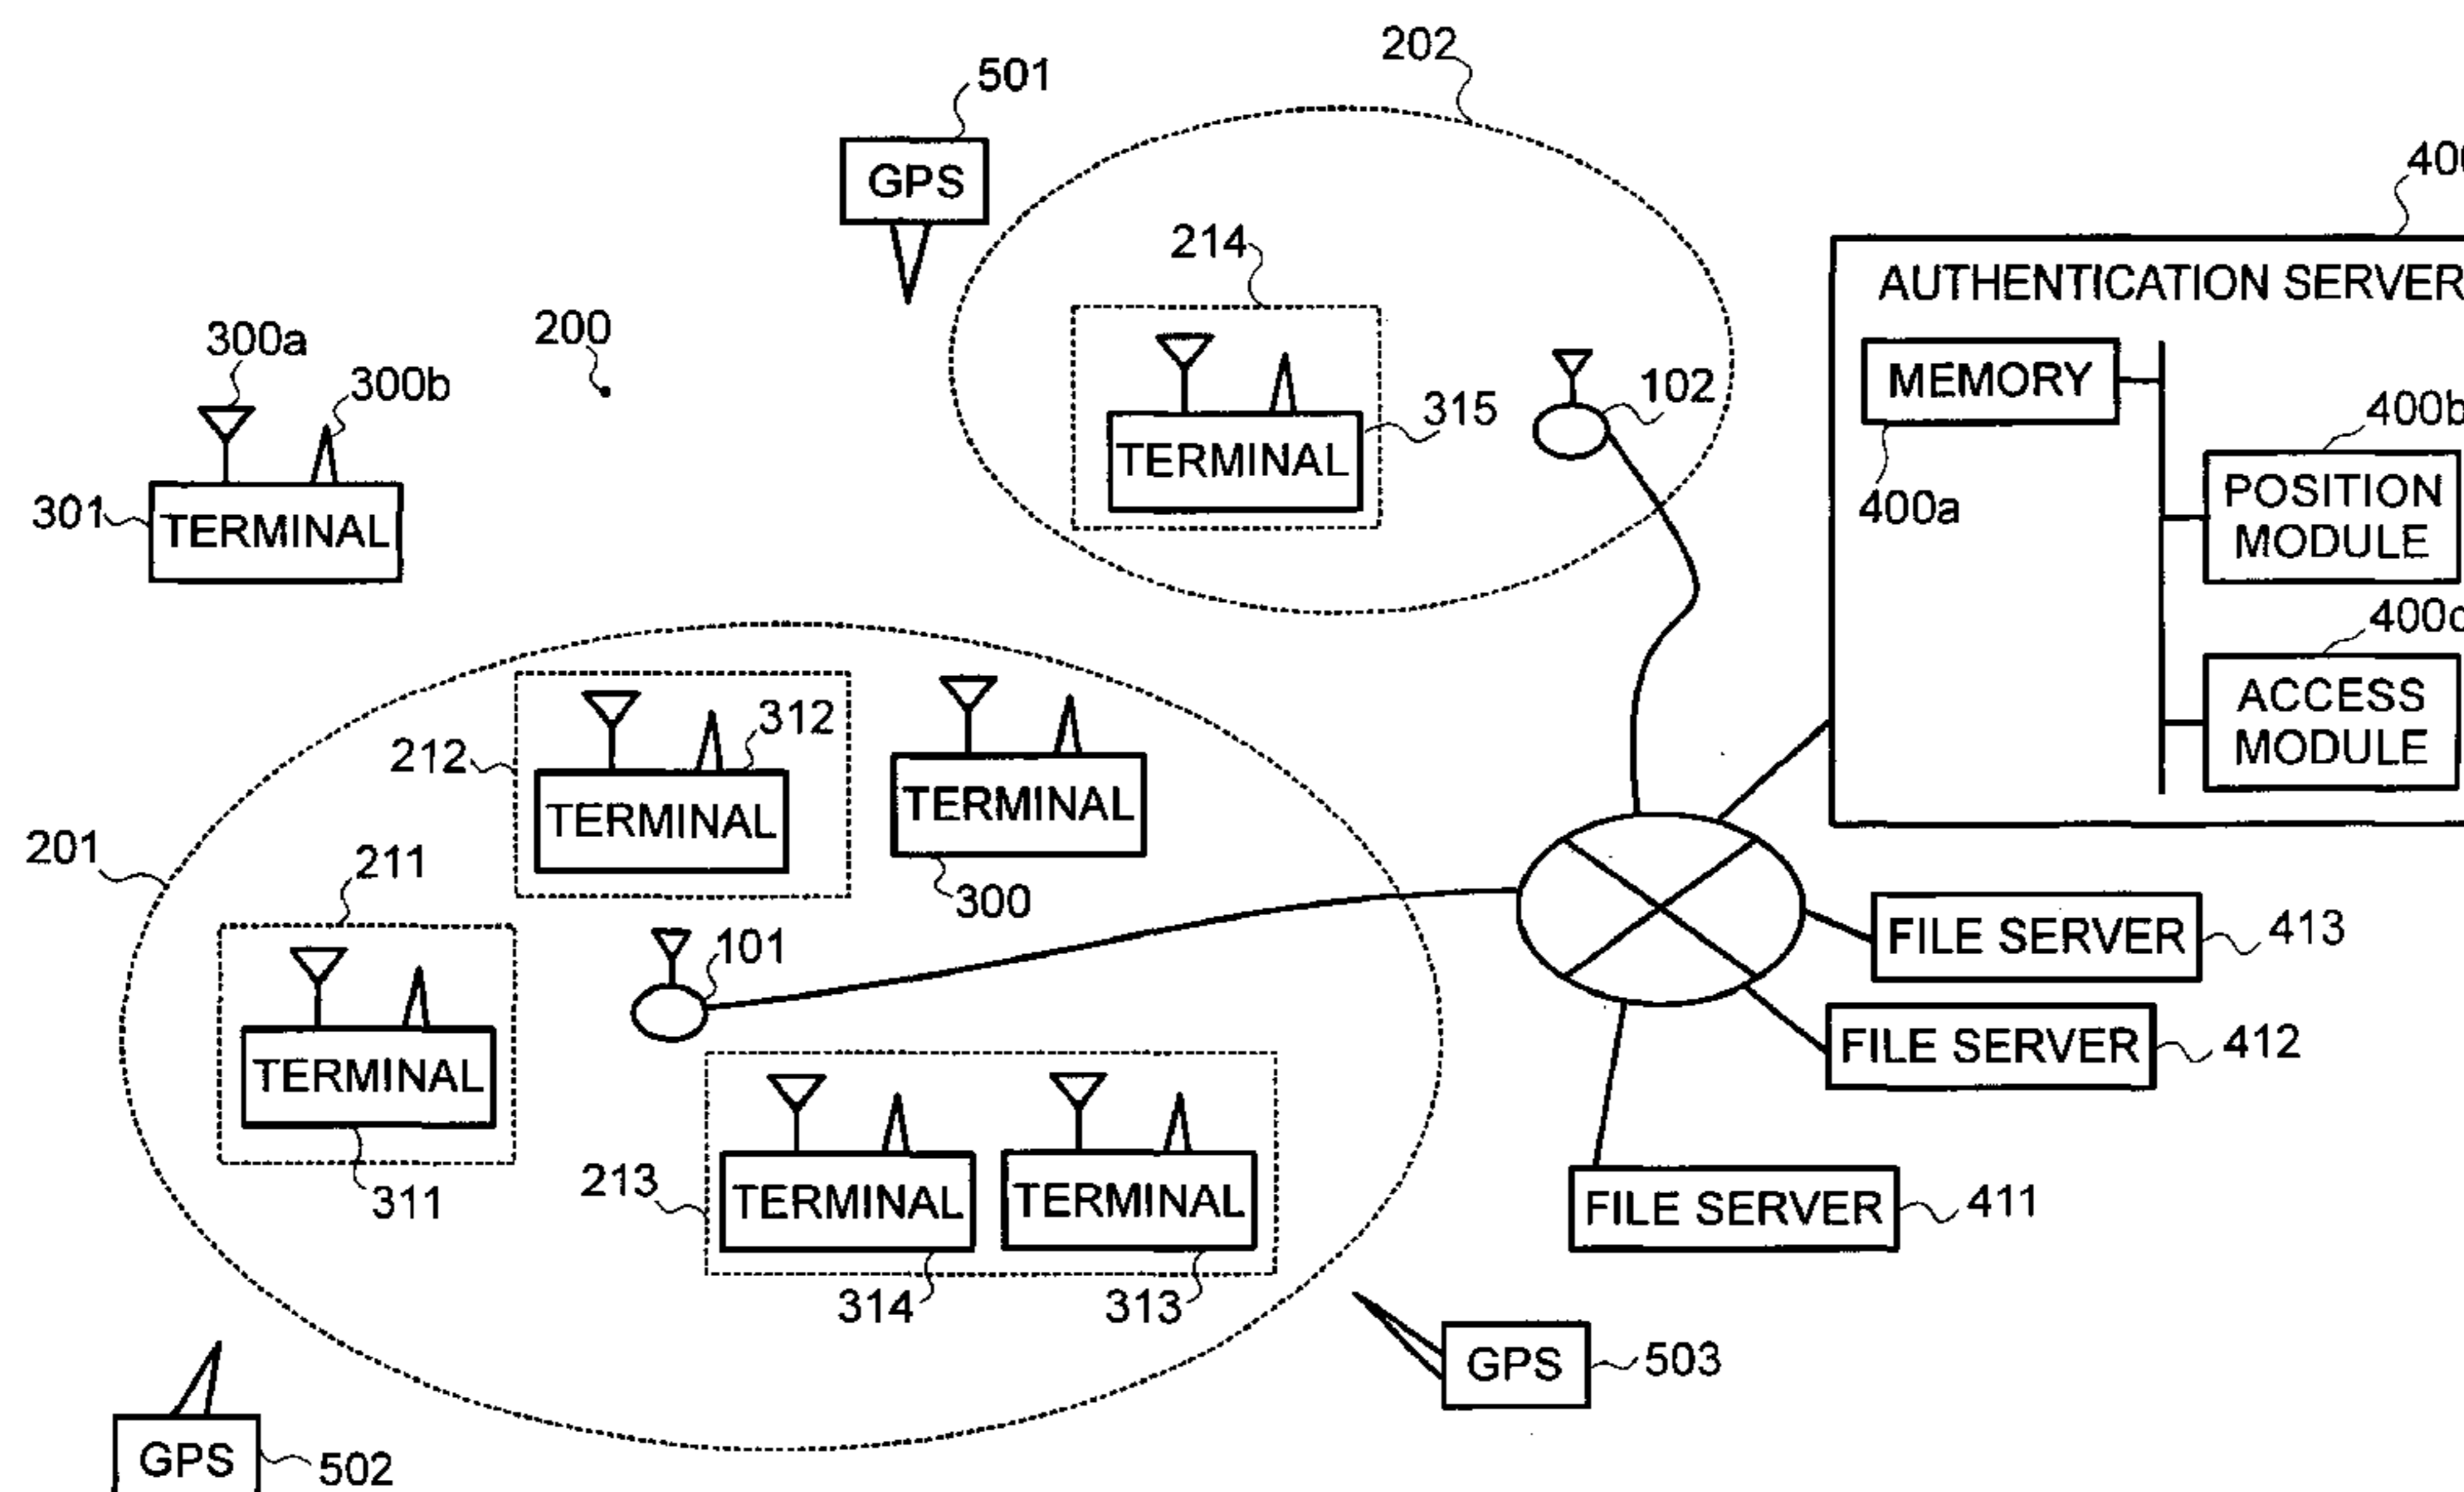 202
501
GPS
400
214
AUTHENTICATION SERVER
300a
200
300b
MEMORY
102
315
400b
TERMINAL
301
TERMINAL
400a
POSITION
MODULE
400c
312
ACCESS
MODULE
212
TERMINAL
TERMINAL
201
211
300
101
FILE SERVER
413
TERMINAL
FILE SERVER
412
213
TERMINAL
TERMINAL
311
FILE SERVER
411
314
313
GPS
503
GPS
502